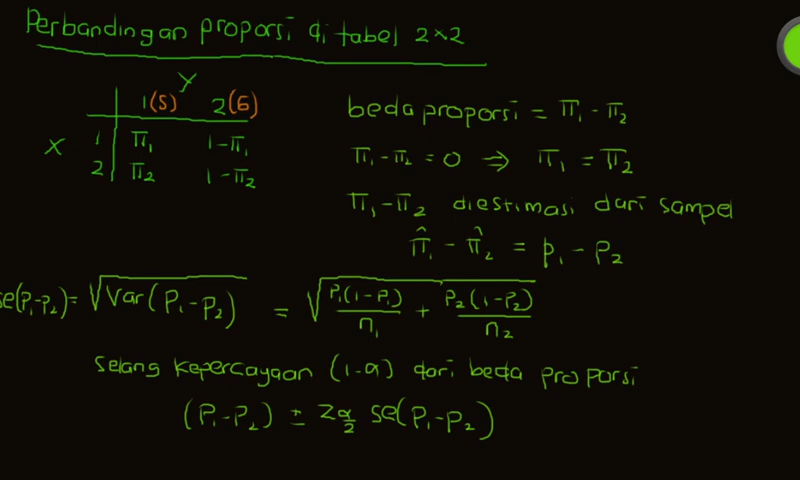 Perbandingan proporsi di tabel 2×2
Y
1(S) 2(G)
X 1 π₁ 1-π₁
2 π₂ 1-π₂
beda proporsi = π₁ - π₂
π₁ - π₂ = 0 ⇒ π₁ = π₂
π₁ - π₂ diestimasi dari sampel
π̂₁ - π̂₂ = p₁ - p₂
se(p₁-p₂) = √Var(p₁-p₂) = √(p₁(1-p₁)/n₁ + p₂(1-p₂)/n₂)
Selang kepercayaan (1-α) dari beda proporsi
(p₁-p₂) ± z α/2 se(p₁-p₂)